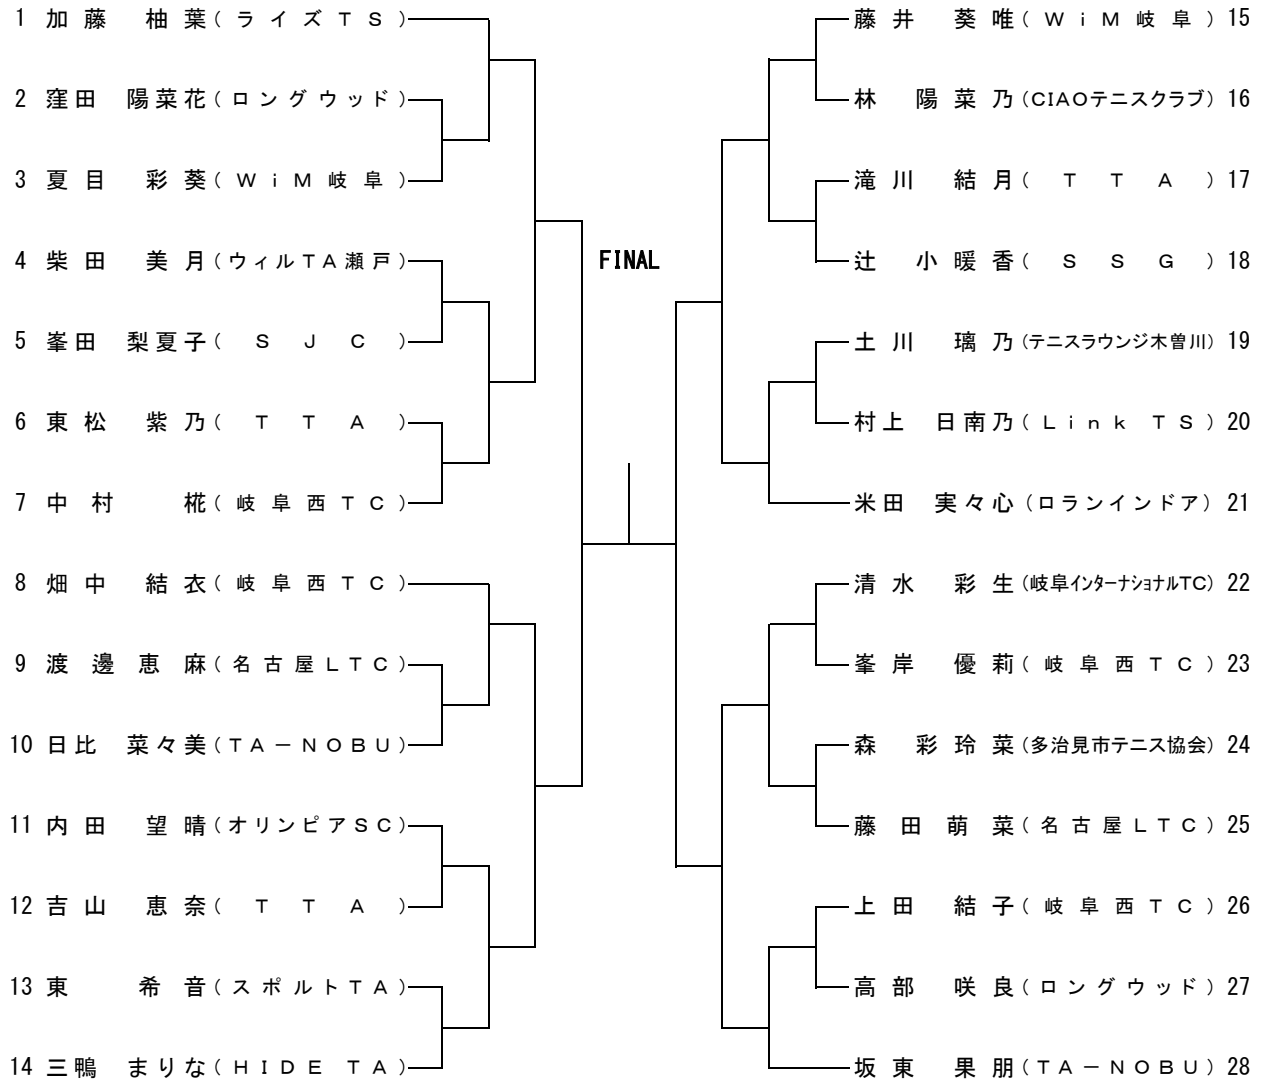 1 加藤 柚葉(ライズTS)
2 窪田 陽菜花(ロングウッド)
3 夏目 彩葵(WiM岐阜)
4 柴田 美月(ウィルTA瀬戸)
5 峯田 梨夏子(SJC)
6 東松 紫乃(TTA)
7 中村 椛(岐阜西TC)
8 畑中 結衣(岐阜西TC)
9 渡邊恵麻(名古屋LTC)
10 日比 菜々美(TA-NOBU)
11 内田 望晴(オリンピアSC)
12 吉山 恵奈(TTA)
13 東 希音(スポルトTA)
14 三鴨 まりな(HIDE TA)
FINAL
藤井 葵唯(WiM岐阜) 15
林 陽菜乃(CIAOテニスクラブ) 16
滝川 結月(TTA) 17
辻 小暖香(SSG) 18
土川 璃乃(テニスラウンジ木曽川) 19
村上 日南乃(Link TS) 20
米田 実々心(ロランインドア) 21
清水 彩生(岐阜インターナショナルTC) 22
峯岸 優莉(岐阜西TC) 23
森 彩玲菜(多治見市テニス協会) 24
藤田萌菜(名古屋LTC) 25
上田 結子(岐阜西TC) 26
高部 咲良(ロングウッド) 27
坂東 果朋(TA-NOBU) 28